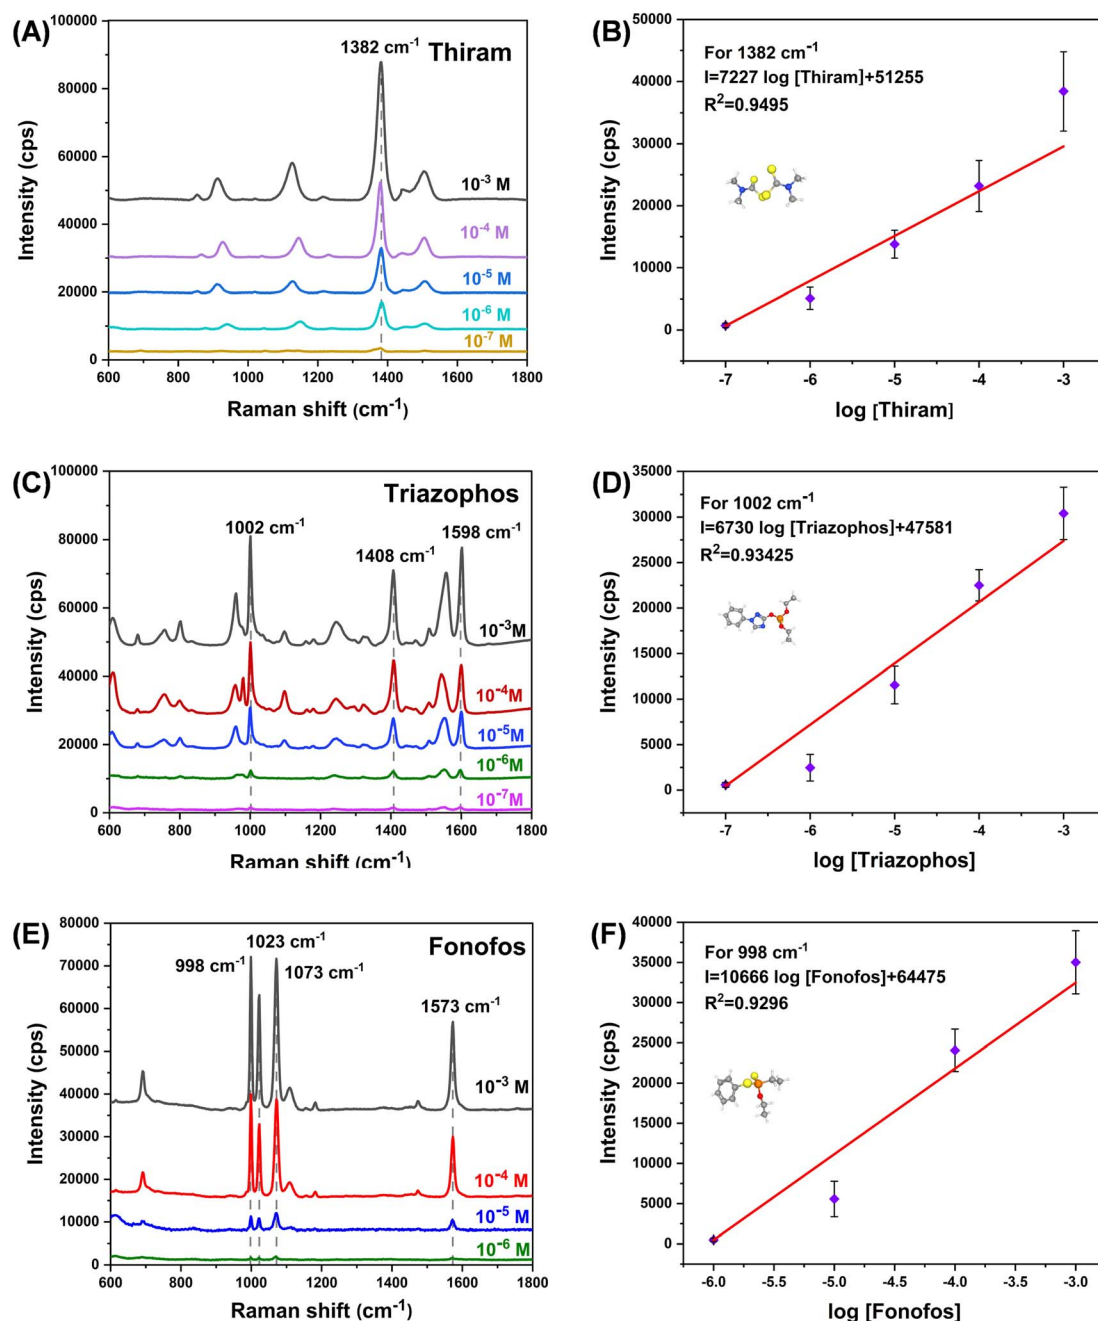 (A)
Thiram
1382 cm⁻¹
100000
80000
60000
40000
20000
0
Intensity (cps)
10⁻³ M
10⁻⁴ M
10⁻⁵ M
10⁻⁶ M
10⁻⁷ M
600 800 1000 1200 1400 1600 1800
Raman shift (cm⁻¹)
(B)
For 1382 cm⁻¹
I=7227 log [Thiram]+51255
R²=0.9495
50000
40000
30000
20000
10000
0
Intensity (cps)
-7 -6 -5 -4 -3
log [Thiram]
(C)
Triazophos
1002 cm⁻¹
1408 cm⁻¹
1598 cm⁻¹
100000
80000
60000
40000
20000
0
Intensity (cps)
10⁻³M
10⁻⁴M
10⁻⁵M
10⁻⁶M
10⁻⁷M
600 800 1000 1200 1400 1600 1800
Raman shift (cm⁻¹)
(D)
For 1002 cm⁻¹
I=6730 log [Triazophos]+47581
R²=0.93425
35000
30000
25000
20000
15000
10000
5000
0
Intensity (cps)
-7 -6 -5 -4 -3
log [Triazophos]
(E)
Fonofos
998 cm⁻¹
1023 cm⁻¹
1073 cm⁻¹
1573 cm⁻¹
80000
70000
60000
50000
40000
30000
20000
10000
0
Intensity (cps)
10⁻³ M
10⁻⁴ M
10⁻⁵ M
10⁻⁶ M
600 800 1000 1200 1400 1600 1800
Raman shift (cm⁻¹)
(F)
For 998 cm⁻¹
I=10666 log [Fonofos]+64475
R²=0.9296
40000
35000
30000
25000
20000
15000
10000
5000
0
Intensity (cps)
-6.0 -5.5 -5.0 -4.5 -4.0 -3.5 -3.0
log [Fonofos]